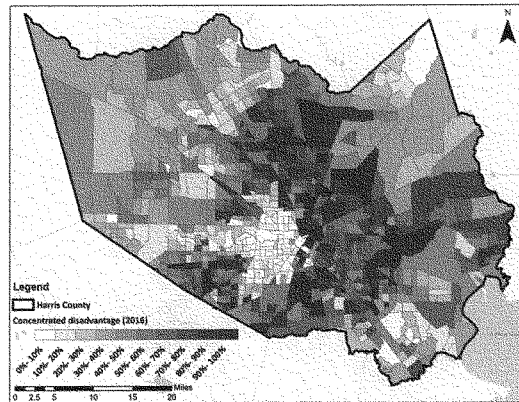 N
Legend
Harris County
Concentrated disadvantage (2016)
0%-10%
10%- 20%
20%- 30%
30%- 40%
40%- 50%
50%- 60%
60%- 70%
70%- 80%
80%- 90%
90%- 100%
Miles
0 2.5 5 10 15 20